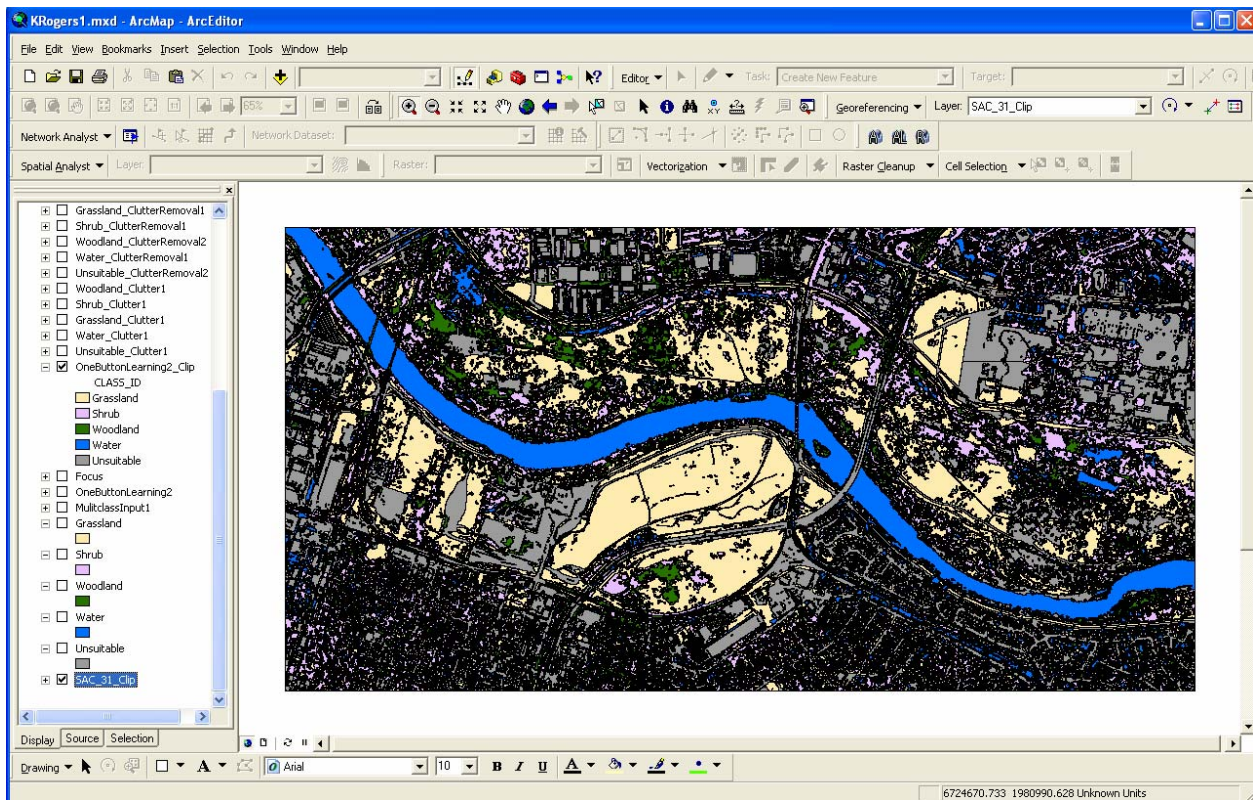 KRogers1.mxd - ArcMap - ArcEditor
File Edit View Bookmarks Insert Selection Tools Window Help
Editor Task: Create New Feature Target:
65% Georeferencing Layer: SAC_31_Clip
Network Analyst Network Dataset:
Spatial Analyst Layer: Raster: Vectorization Raster Cleanup Cell Selection
Grassland_ClutterRemoval1
Shrub_ClutterRemoval1
Woodland_ClutterRemoval2
Water_ClutterRemoval1
Unsuitable_ClutterRemoval2
Woodland_Clutter1
Shrub_Clutter1
Grassland_Clutter1
Water_Clutter1
Unsuitable_Clutter1
OneButtonLearning2_Clip
CLASS_ID
Grassland
Shrub
Woodland
Water
Unsuitable
Focus
OneButtonLearning2
MulitclassInput1
Grassland
Shrub
Woodland
Water
Unsuitable
SAC_31_Clip
Display Source Selection
Drawing A Arial 10 B I U A
6724670.733 1980990.628 Unknown Units